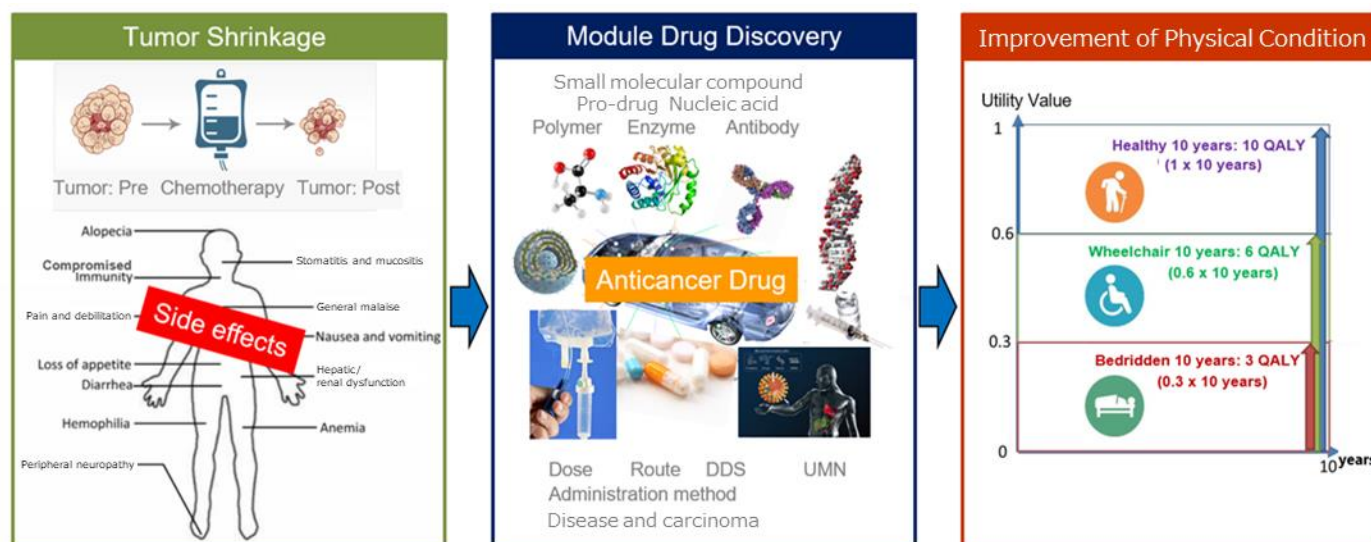 Tumor Shrinkage
Tumor: Pre Chemotherapy Tumor: Post
Alopecia
Stomatitis and mucositis
Compromised
Immunity
General malaise
Pain and debilitation
Side effects
Nausea and vomiting
Loss of appetite
Hepatic/
renal dysfunction
Diarrhea
Hemophilia
Anemia
Peripheral neuropathy
Module Drug Discovery
Small molecular compound
Pro-drug Nucleic acid
Polymer Enzyme Antibody
Anticancer Drug
Dose Route DDS UMN
Administration method
Disease and carcinoma
Improvement of Physical Condition
Utility Value
1
Healthy 10 years: 10 QALY
(1 x 10 years)
0.6
Wheelchair 10 years: 6 QALY
(0.6 x 10 years)
0.3
Bedridden 10 years: 3 QALY
(0.3 x 10 years)
0
10 years